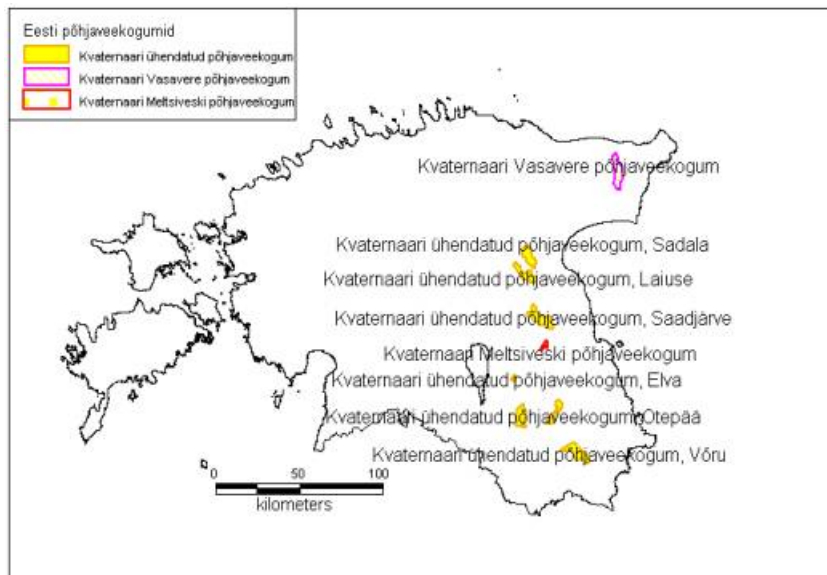 Eesti põhjaveekogumid
Kvaternaari ühendatud põhjaveekogum
Kvaternaari Vasavere põhjaveekogum
Kvaternaari Meltsiveski põhjaveekogum
Kvaternaari Vasavere põhjaveekogum
Kvaternaari ühendatud põhjaveekogum, Sadala
Kvaternaari ühendatud põhjaveekogum, Laiuse
Kvaternaari ühendatud põhjaveekogum, Saadjärve
Kvaternaari Meltsiveski põhjaveekogum
Kvaternaari ühendatud põhjaveekogum, Elva
Kvaternaari ühendatud põhjaveekogum, Otepää
Kvaternaari ühendatud põhjaveekogum, Võru
0 50 100
kilometers